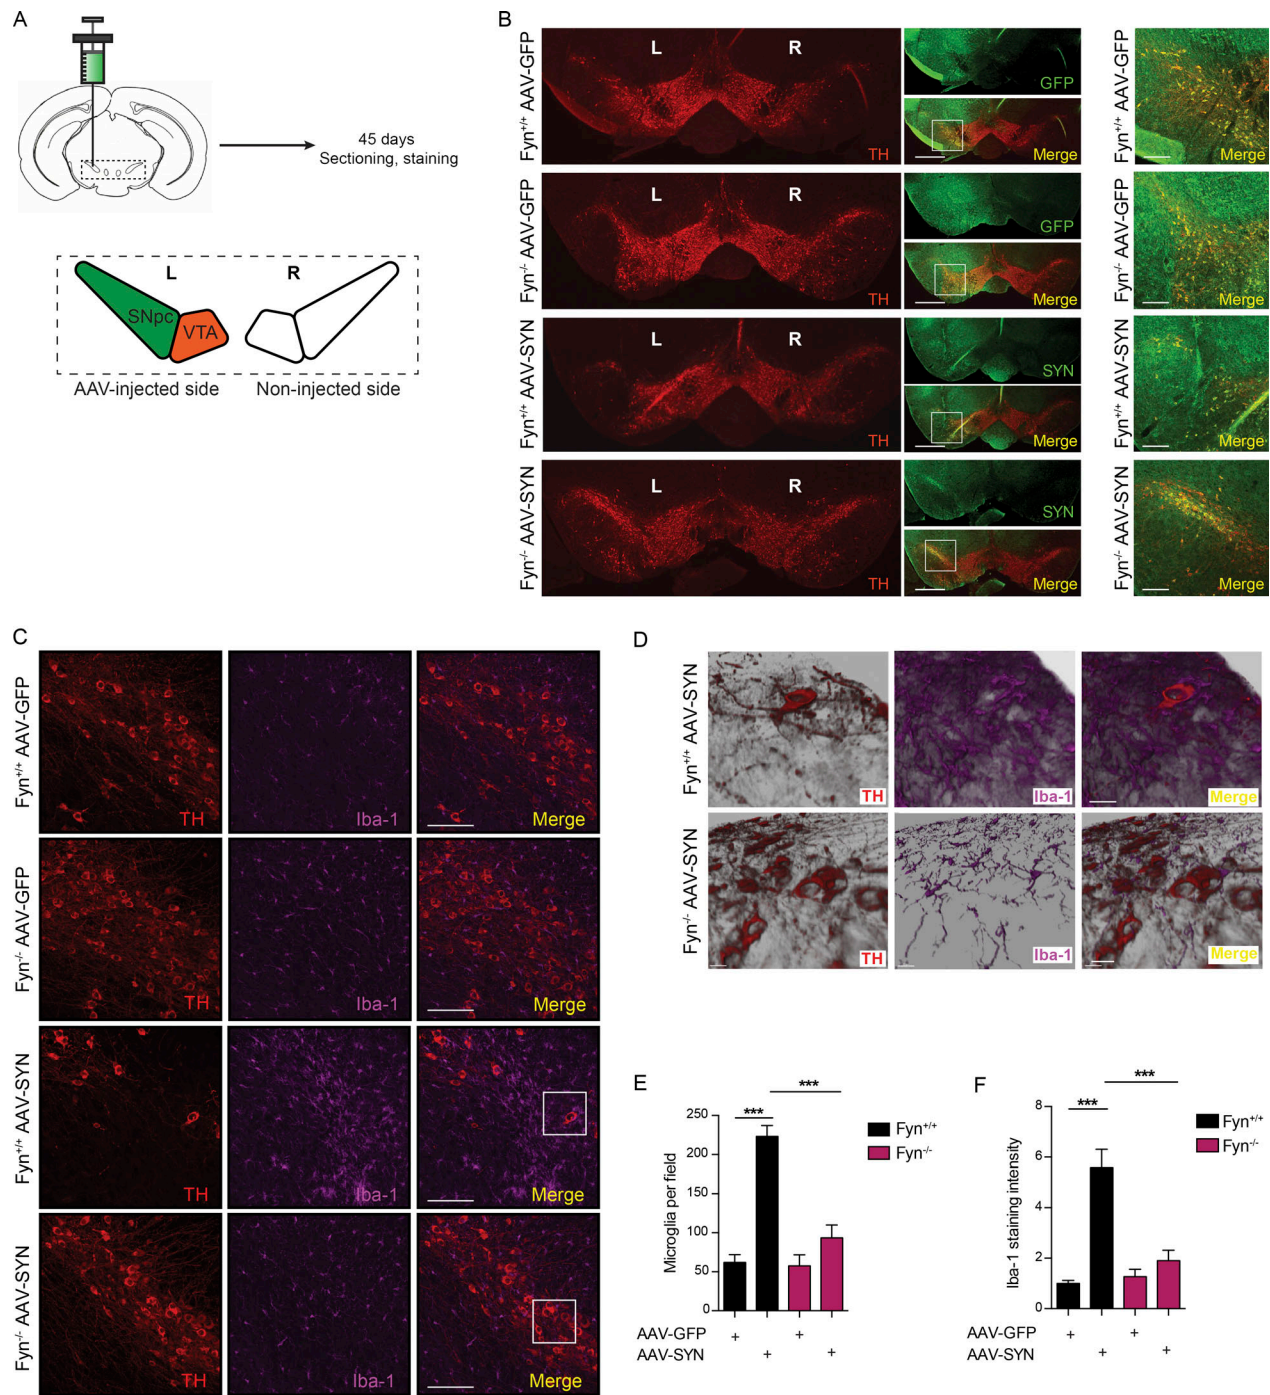 A
45 days
Sectioning, staining
L
R
SNpc
VTA
AAV-injected side
Non-injected side
B
Fyn+/+ AAV-GFP
L
R
TH
GFP
Merge
Fyn+/+ AAV-GFP
Merge
Fyn-/- AAV-GFP
L
R
TH
GFP
Merge
Fyn-/- AAV-GFP
Merge
Fyn+/+ AAV-SYN
L
R
TH
SYN
Merge
Fyn+/+ AAV-SYN
Merge
Fyn-/- AAV-SYN
L
R
TH
SYN
Merge
Fyn-/- AAV-SYN
Merge
C
Fyn+/+ AAV-GFP
TH
Iba-1
Merge
Fyn-/- AAV-GFP
TH
Iba-1
Merge
Fyn+/+ AAV-SYN
TH
Iba-1
Merge
Fyn-/- AAV-SYN
TH
Iba-1
Merge
D
Fyn+/+ AAV-SYN
TH
Iba-1
Merge
Fyn-/- AAV-SYN
TH
Iba-1
Merge
E
Microglia per field
250
200
150
100
50
0
***
***
Fyn+/+
Fyn-/-
AAV-GFP + +
AAV-SYN + +
F
Iba-1 staining intensity
8
6
4
2
0
***
***
Fyn+/+
Fyn-/-
AAV-GFP + +
AAV-SYN + +